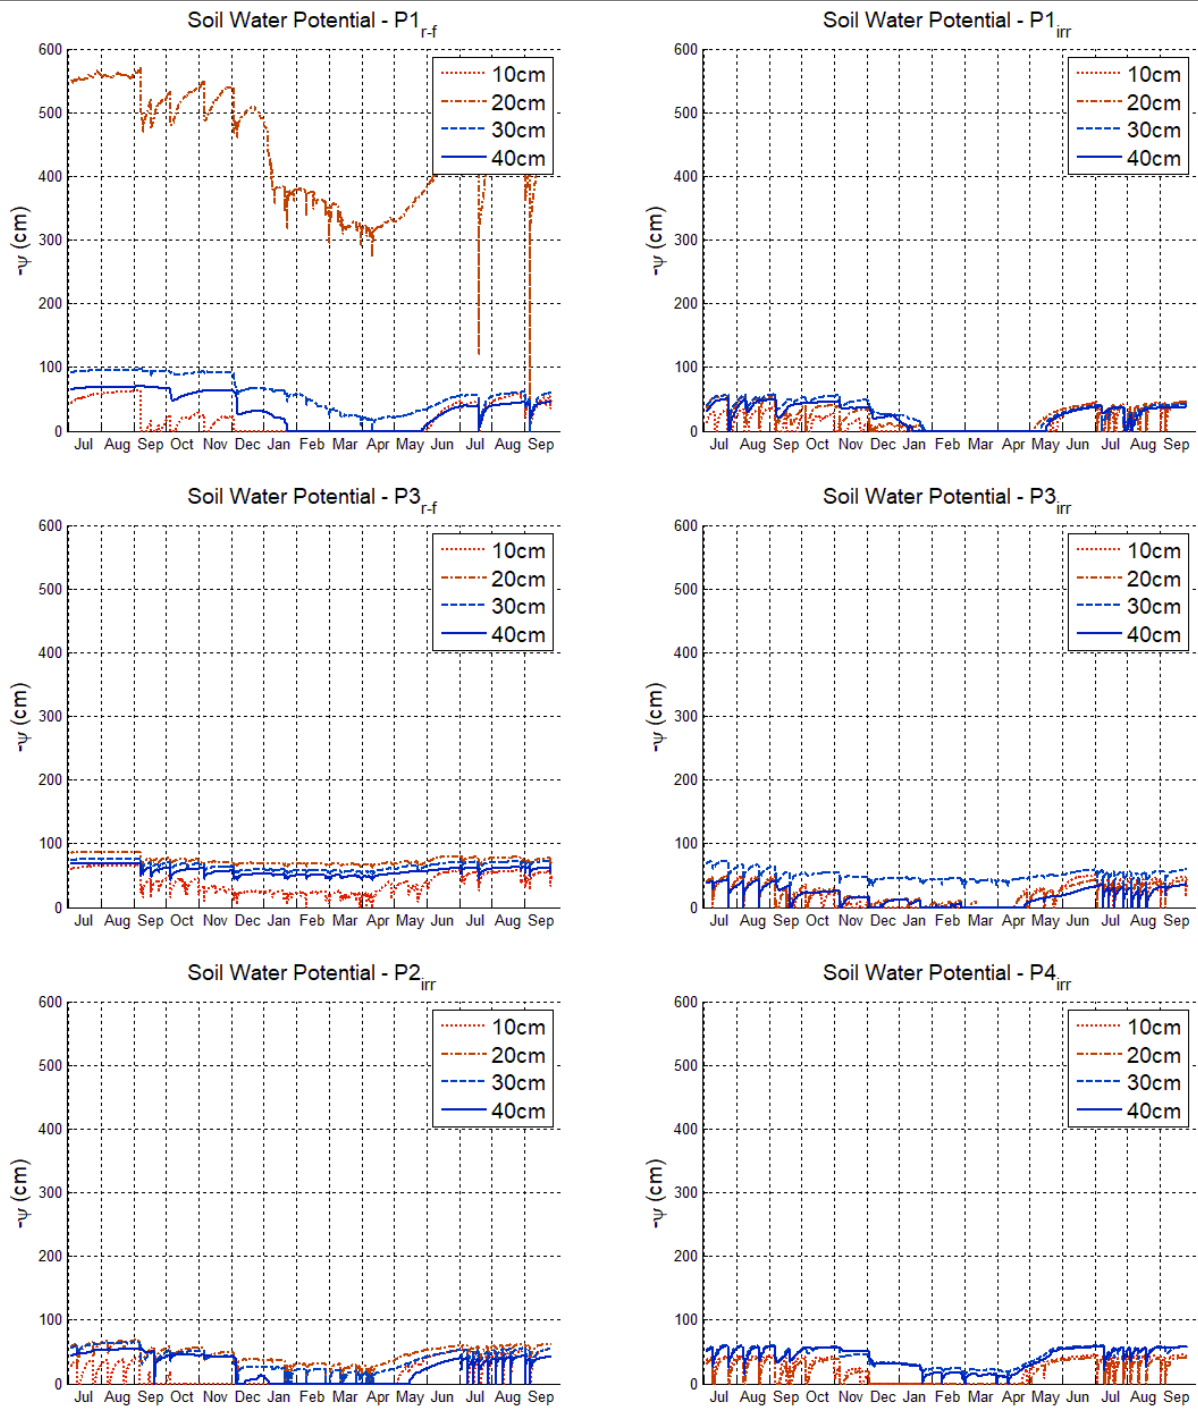 Soil Water Potential - P1r-f
600
500
400
300
200
100
0
-ψ (cm)
10cm
20cm
30cm
40cm
Jul Aug Sep Oct Nov Dec Jan Feb Mar Apr May Jun Jul Aug Sep
Soil Water Potential - P1irr
600
500
400
300
200
100
0
-ψ (cm)
10cm
20cm
30cm
40cm
Jul Aug Sep Oct Nov Dec Jan Feb Mar Apr May Jun Jul Aug Sep
Soil Water Potential - P3r-f
600
500
400
300
200
100
0
-ψ (cm)
10cm
20cm
30cm
40cm
Jul Aug Sep Oct Nov Dec Jan Feb Mar Apr May Jun Jul Aug Sep
Soil Water Potential - P3irr
600
500
400
300
200
100
0
-ψ (cm)
10cm
20cm
30cm
40cm
Jul Aug Sep Oct Nov Dec Jan Feb Mar Apr May Jun Jul Aug Sep
Soil Water Potential - P2irr
600
500
400
300
200
100
0
-ψ (cm)
10cm
20cm
30cm
40cm
Jul Aug Sep Oct Nov Dec Jan Feb Mar Apr May Jun Jul Aug Sep
Soil Water Potential - P4irr
600
500
400
300
200
100
0
-ψ (cm)
10cm
20cm
30cm
40cm
Jul Aug Sep Oct Nov Dec Jan Feb Mar Apr May Jun Jul Aug Sep